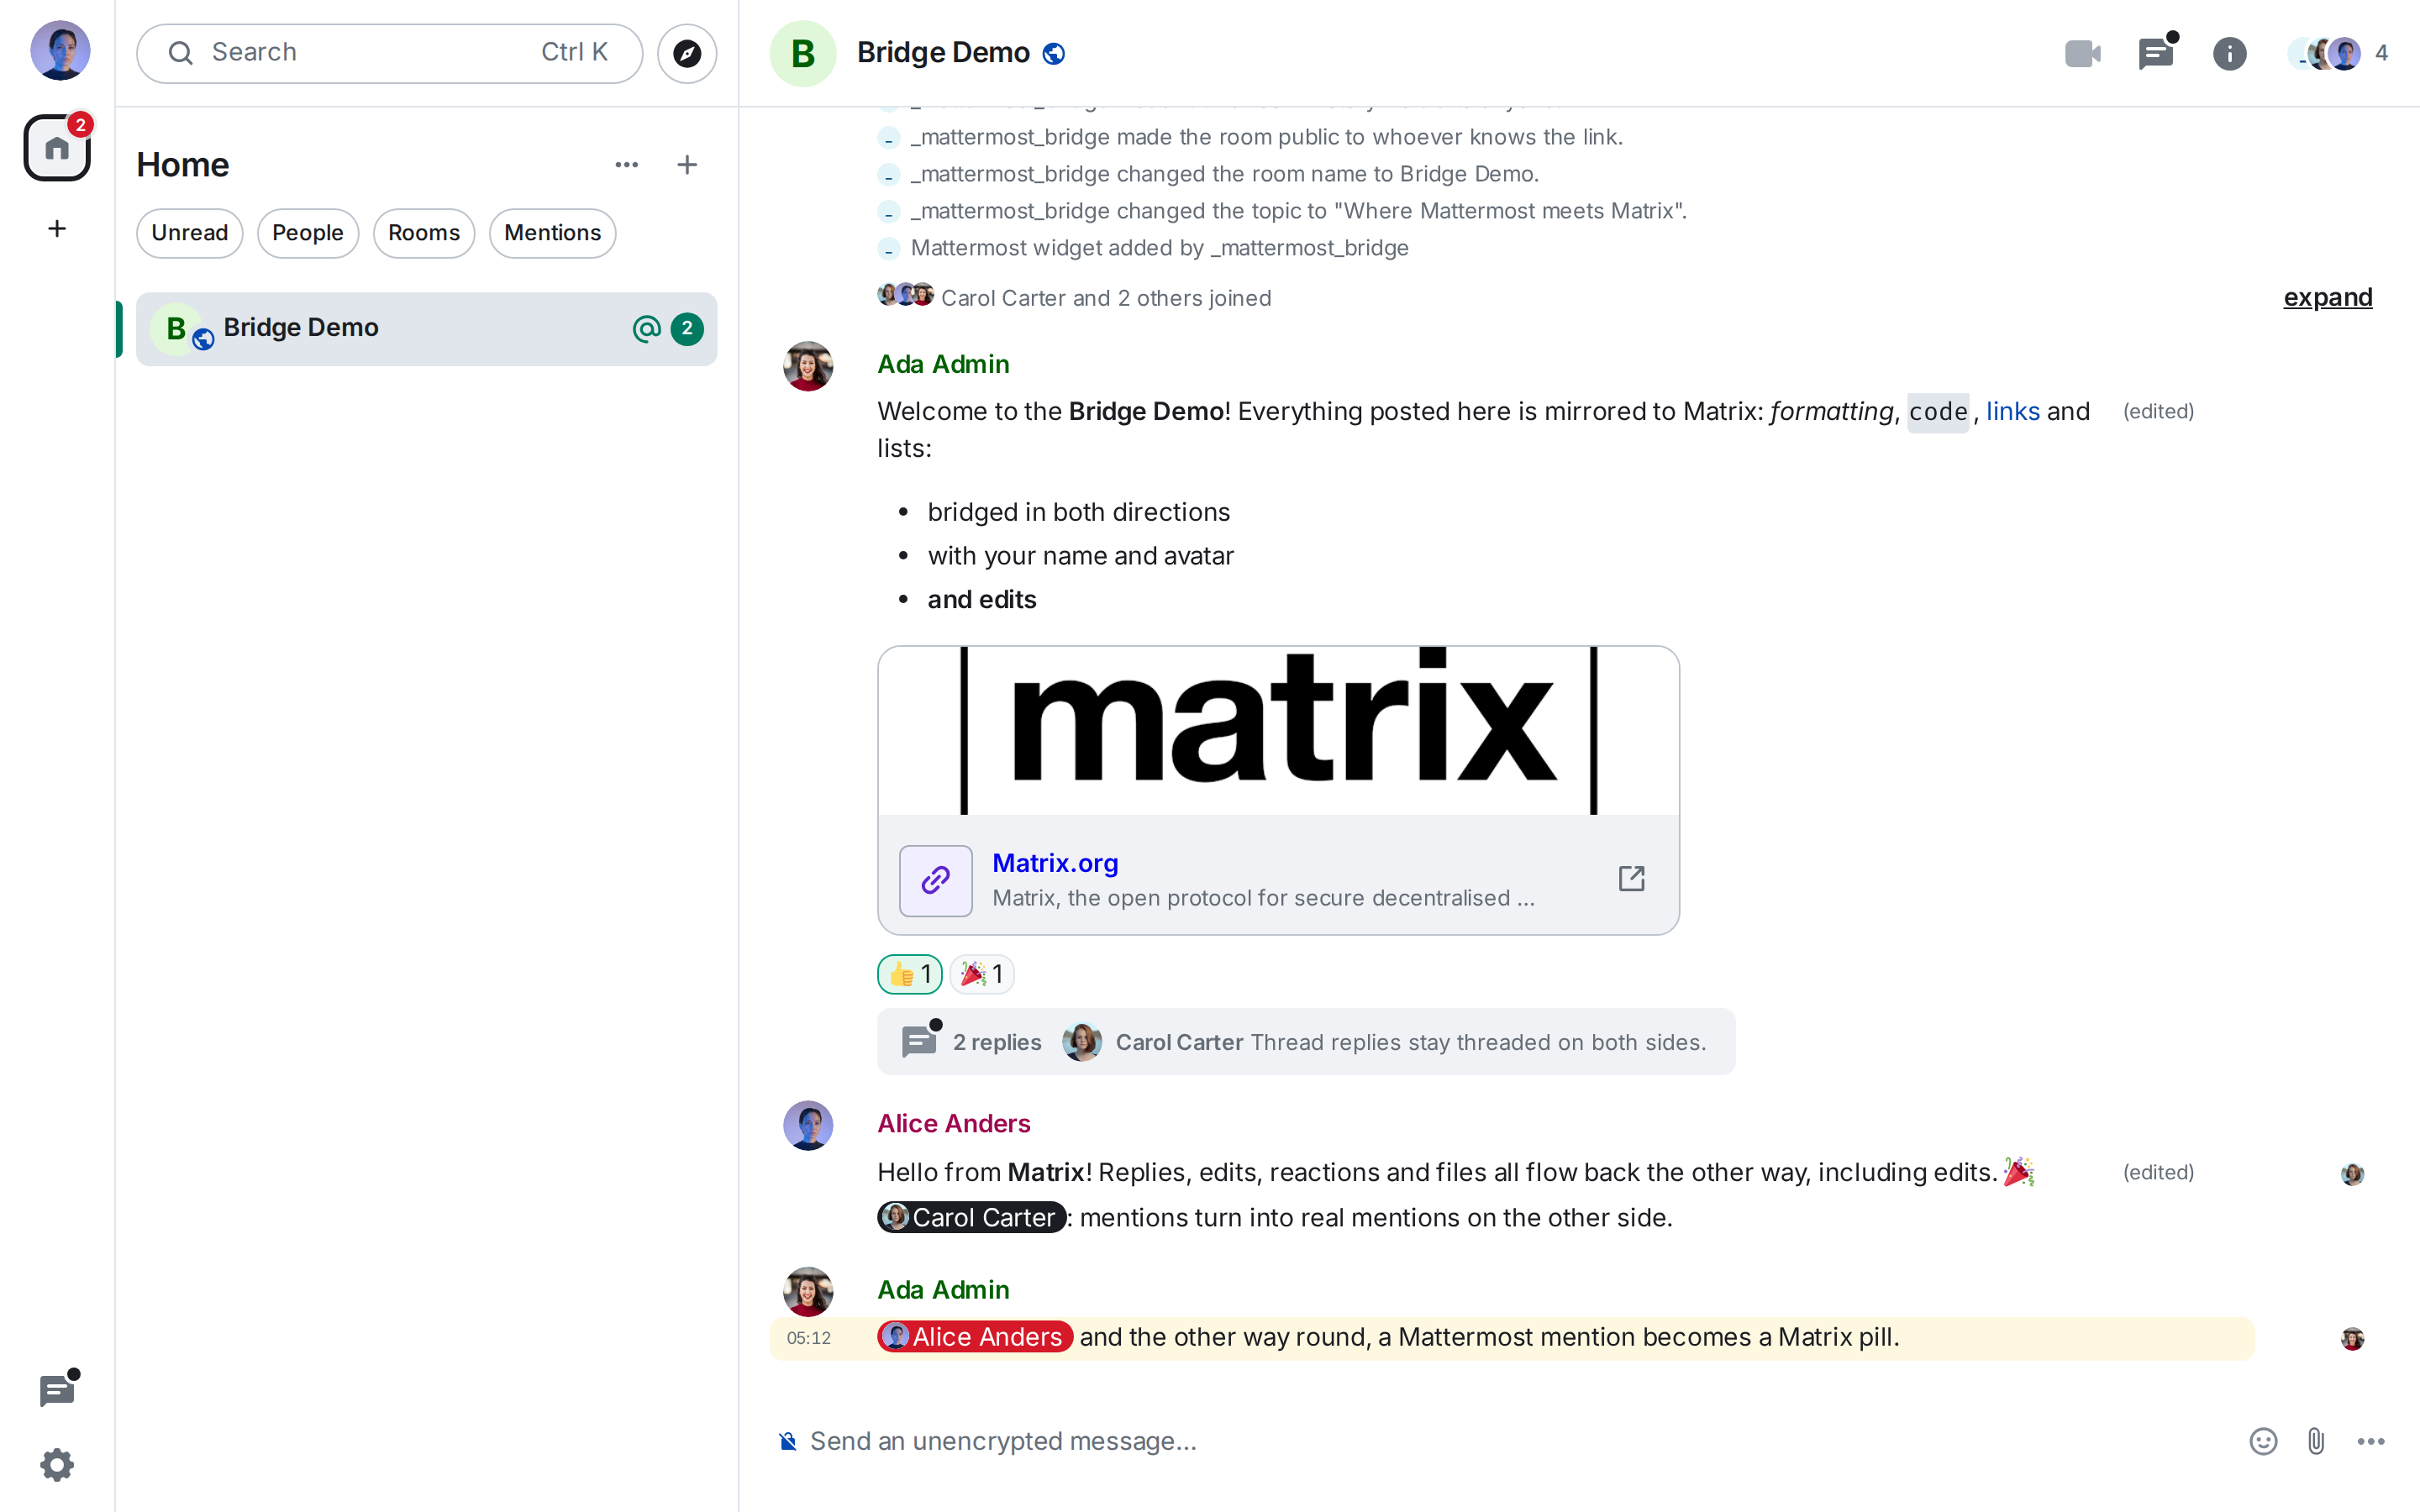 Search Ctrl K
B Bridge Demo
4
2
Home
Unread People Rooms Mentions
B Bridge Demo 2
_mattermost_bridge made the room public to whoever knows the link.
_mattermost_bridge changed the room name to Bridge Demo.
_mattermost_bridge changed the topic to "Where Mattermost meets Matrix".
Mattermost widget added by _mattermost_bridge
Carol Carter and 2 others joined
expand
Ada Admin
Welcome to the Bridge Demo! Everything posted here is mirrored to Matrix: formatting, code, links and (edited)
lists:
• bridged in both directions
• with your name and avatar
• and edits
matrix
Matrix.org
Matrix, the open protocol for secure decentralised ...
👍 1 🎉 1
2 replies Carol Carter Thread replies stay threaded on both sides.
Alice Anders
Hello from Matrix! Replies, edits, reactions and files all flow back the other way, including edits. 🎉 (edited)
Carol Carter: mentions turn into real mentions on the other side.
Ada Admin
05:12 Alice Anders and the other way round, a Mattermost mention becomes a Matrix pill.
Send an unencrypted message...